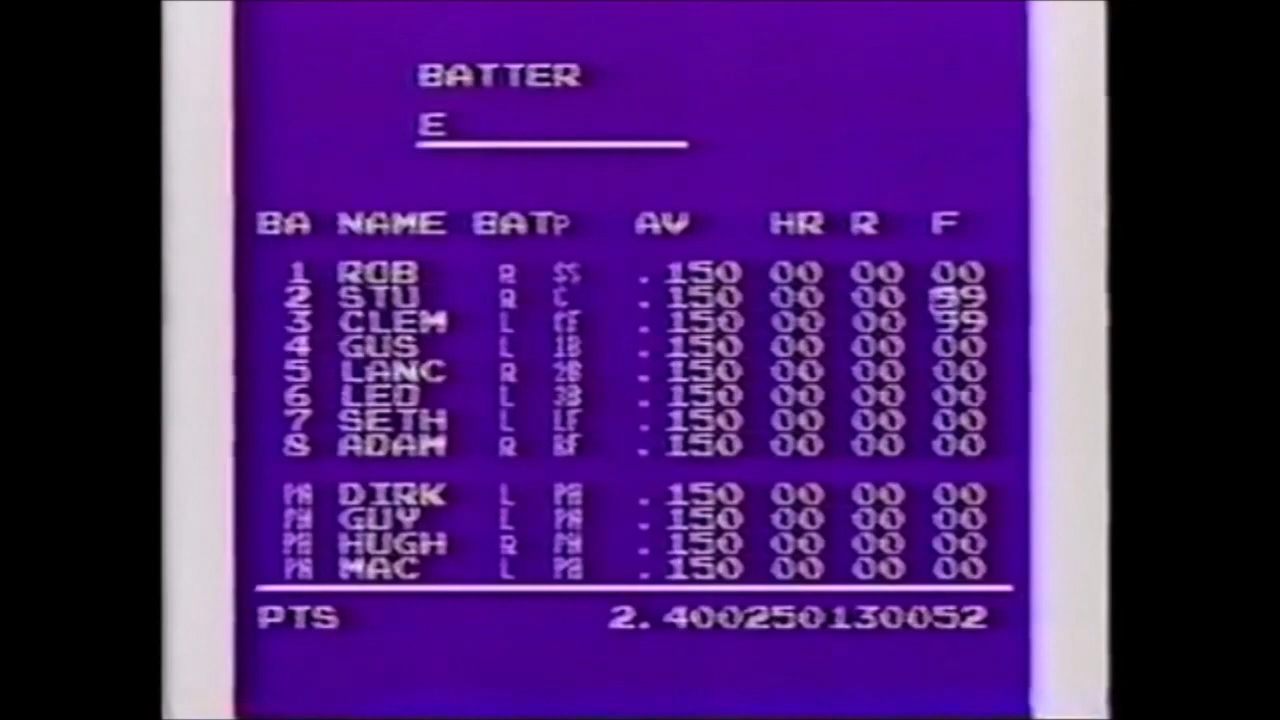 BATTER
E
BA NAME BAT P AV HR R F
1 ROB R SS .150 00 00 00
2 STU R C .150 00 00 59
3 CLEM L .150 00 00 59
4 GUS L 1B .150 00 00 00
5 LANC R 2B .150 00 00 00
6 LEO L 3B .150 00 00 00
7 SETH L LF .150 00 00 00
8 ADAM R .150 00 00 00
DIRK L .150 00 00 00
GUY L .150 00 00 00
HUGH R .150 00 00 00
MAC L .150 00 00 00
PTS 2.400250130052